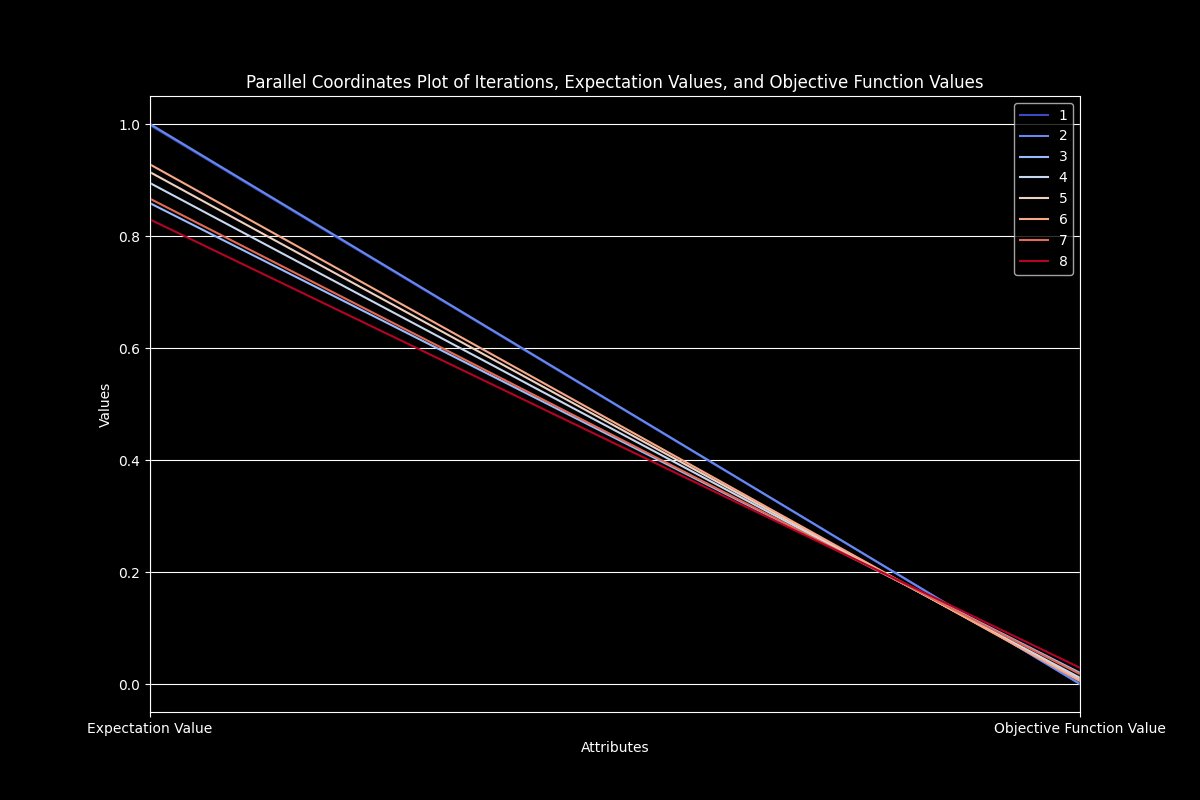 Parallel Coordinates Plot of Iterations, Expectation Values, and Objective Function Values
1.0
0.8
0.6
0.4
0.2
0.0
Values
1
2
3
4
5
6
7
8
Expectation Value
Objective Function Value
Attributes